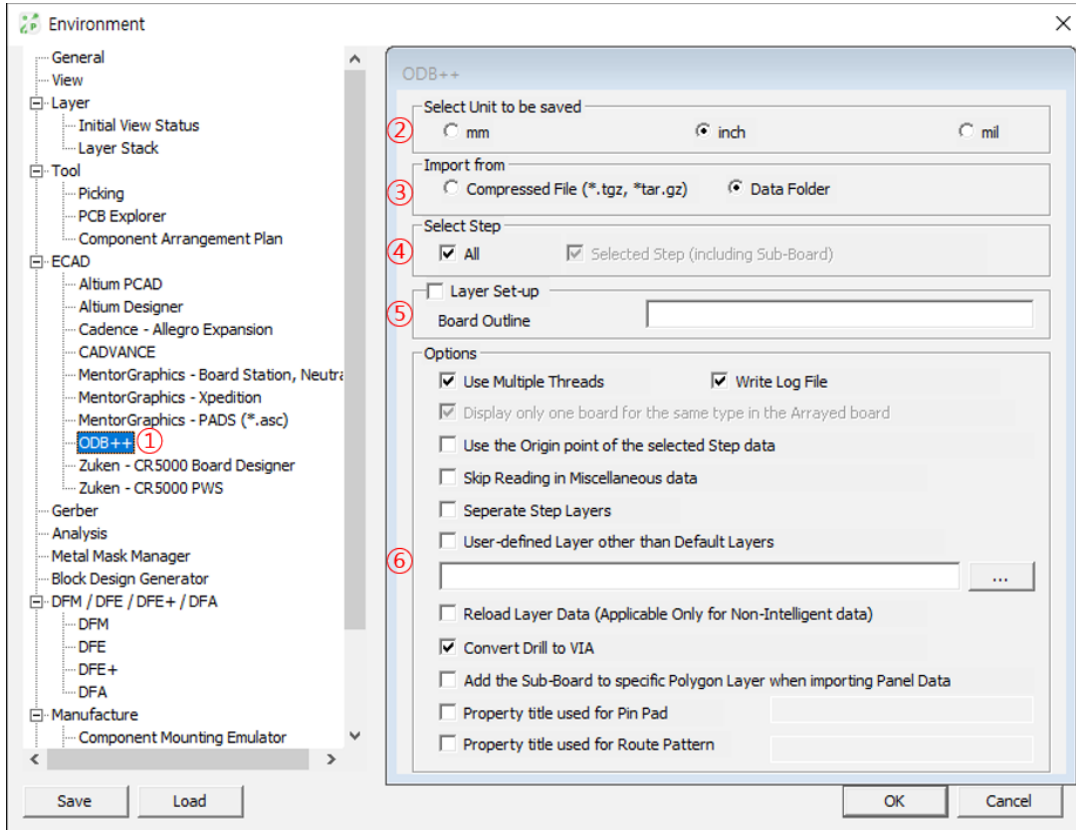 Environment
General
View
Layer
Initial View Status
Layer Stack
Tool
Picking
PCB Explorer
Component Arrangement Plan
ECAD
Altium PCAD
Altium Designer
Cadence - Allegro Expansion
CADVANCE
MentorGraphics - Board Station, Neutra
MentorGraphics - Xpedition
MentorGraphics - PADS (*.asc)
ODB++ ①
Zuken - CR5000 Board Designer
Zuken - CR5000 PWS
Gerber
Analysis
Metal Mask Manager
Block Design Generator
DFM / DFE / DFE+ / DFA
DFM
DFE
DFE+
DFA
Manufacture
Component Mounting Emulator
Save Load
ODB++
Select Unit to be saved
② mm inch mil
Import from
③ Compressed File (*.tgz, *tar.gz) Data Folder
Select Step
④ All Selected Step (including Sub-Board)
Layer Set-up
⑤ Board Outline
Options
Use Multiple Threads Write Log File
Display only one board for the same type in the Arrayed board
Use the Origin point of the selected Step data
Skip Reading in Miscellaneous data
Seperate Step Layers
User-defined Layer other than Default Layers
⑥ ...
Reload Layer Data (Applicable Only for Non-Intelligent data)
Convert Drill to VIA
Add the Sub-Board to specific Polygon Layer when importing Panel Data
Property title used for Pin Pad
Property title used for Route Pattern
OK Cancel